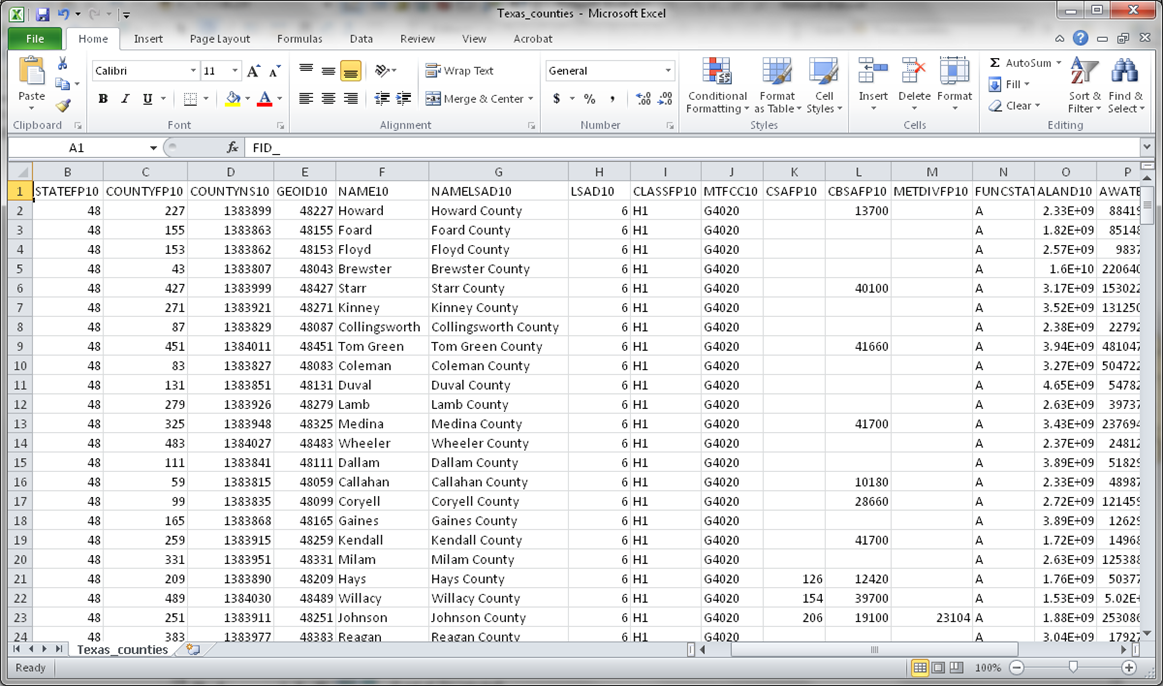 Texas_counties - Microsoft Excel
File Home Insert Page Layout Formulas Data Review View Acrobat
Paste
Calibri 11 A A
B I U A
Wrap Text
Merge & Center
General
$ % , .00 .0
Conditional Formatting Format as Table Cell Styles
Insert Delete Format
Σ AutoSum
Fill
Clear
Sort & Filter Find & Select
Clipboard Font Alignment Number Styles Cells Editing
A1 fx FID_
B C D E F G H I J K L M N O P
1 STATEFP10 COUNTYFP10 COUNTYNS10 GEOID10 NAME10 NAMELSAD10 LSAD10 CLASSFP10 MTFCC10 CSAFP10 CBSAFP10 METDIVFP10 FUNCSTAT ALAND10 AWATE
2 48 227 1383899 48227 Howard Howard County 6 H1 G4020 13700 A 2.33E+09 88419
3 48 155 1383863 48155 Foard Foard County 6 H1 G4020 A 1.82E+09 85148
4 48 153 1383862 48153 Floyd Floyd County 6 H1 G4020 A 2.57E+09 9837
5 48 43 1383807 48043 Brewster Brewster County 6 H1 G4020 A 1.6E+10 220640
6 48 427 1383999 48427 Starr Starr County 6 H1 G4020 40100 A 3.17E+09 153022
7 48 271 1383921 48271 Kinney Kinney County 6 H1 G4020 A 3.52E+09 131250
8 48 87 1383829 48087 Collingsworth Collingsworth County 6 H1 G4020 A 2.38E+09 22792
9 48 451 1384011 48451 Tom Green Tom Green County 6 H1 G4020 41660 A 3.94E+09 481047
10 48 83 1383827 48083 Coleman Coleman County 6 H1 G4020 A 3.27E+09 504722
11 48 131 1383851 48131 Duval Duval County 6 H1 G4020 A 4.65E+09 54782
12 48 279 1383926 48279 Lamb Lamb County 6 H1 G4020 A 2.63E+09 39737
13 48 325 1383948 48325 Medina Medina County 6 H1 G4020 41700 A 3.43E+09 237694
14 48 483 1384027 48483 Wheeler Wheeler County 6 H1 G4020 A 2.37E+09 24812
15 48 111 1383841 48111 Dallam Dallam County 6 H1 G4020 A 3.89E+09 51829
16 48 59 1383815 48059 Callahan Callahan County 6 H1 G4020 10180 A 2.33E+09 48987
17 48 99 1383835 48099 Coryell Coryell County 6 H1 G4020 28660 A 2.72E+09 121459
18 48 165 1383868 48165 Gaines Gaines County 6 H1 G4020 A 3.89E+09 12629
19 48 259 1383915 48259 Kendall Kendall County 6 H1 G4020 41700 A 1.72E+09 14968
20 48 331 1383951 48331 Milam Milam County 6 H1 G4020 A 2.63E+09 125388
21 48 209 1383890 48209 Hays Hays County 6 H1 G4020 126 12420 A 1.76E+09 50377
22 48 489 1384030 48489 Willacy Willacy County 6 H1 G4020 154 39700 A 1.53E+09 5.02E+
23 48 251 1383911 48251 Johnson Johnson County 6 H1 G4020 206 19100 23104 A 1.88E+09 253086
24 48 383 1383977 48383 Reagan Reagan County 6 H1 G4020 A 3.04E+09 17927
Texas_counties
Ready 100%